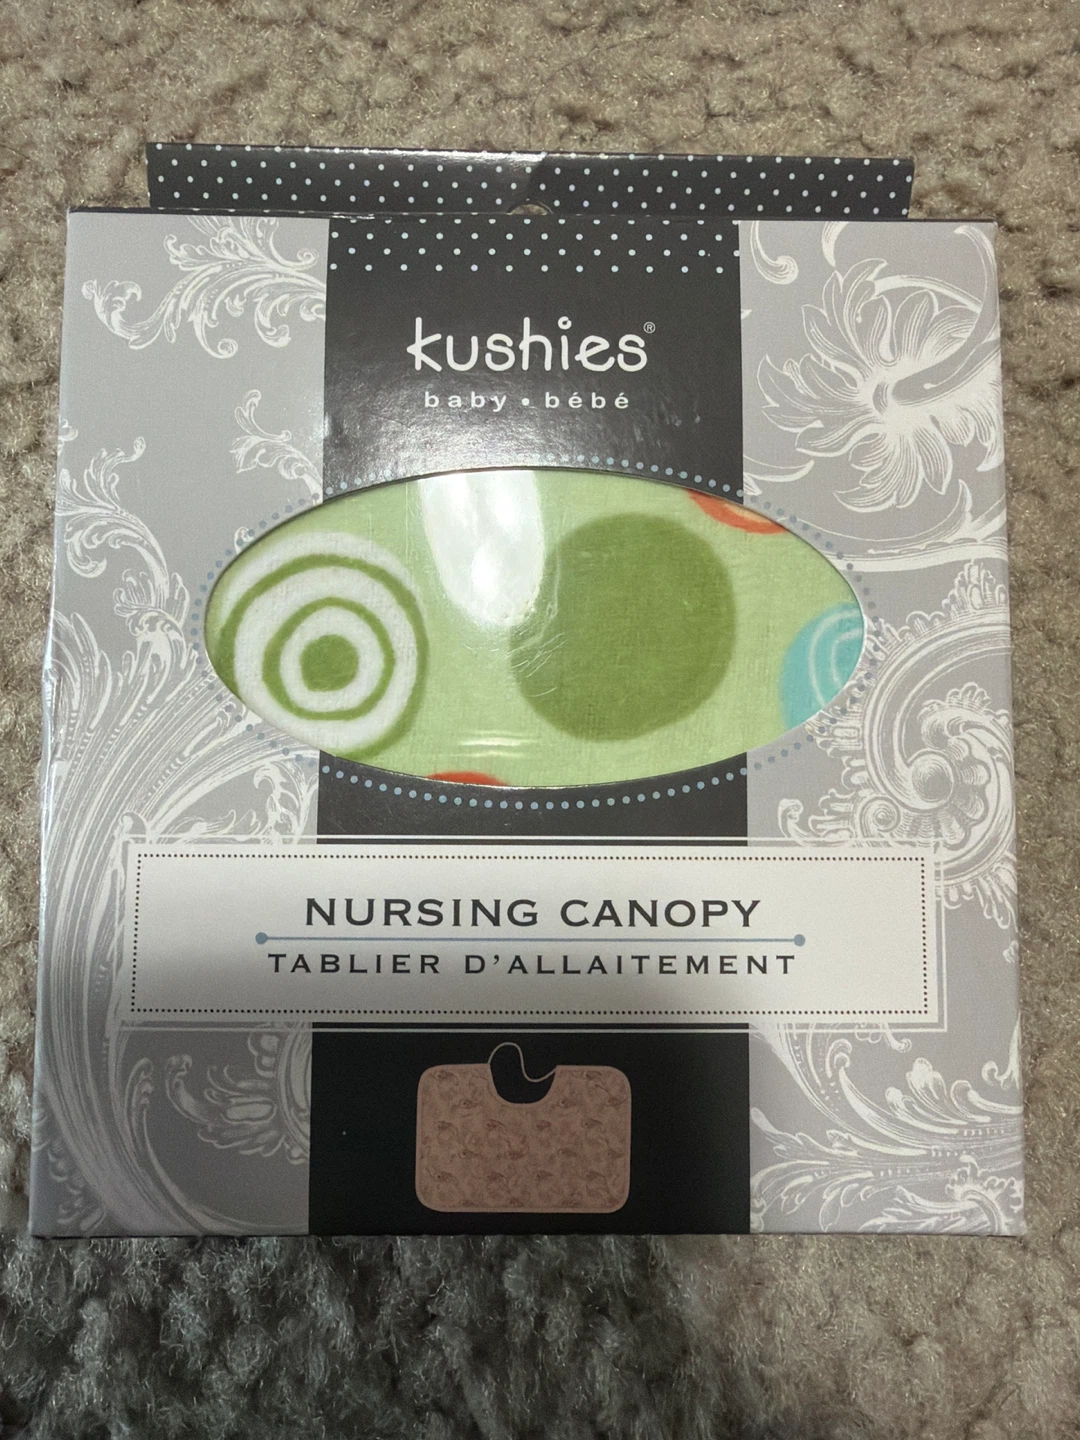 kushies®
baby • bébé
NURSING CANOPY
TABLIER D'ALLAITEMENT